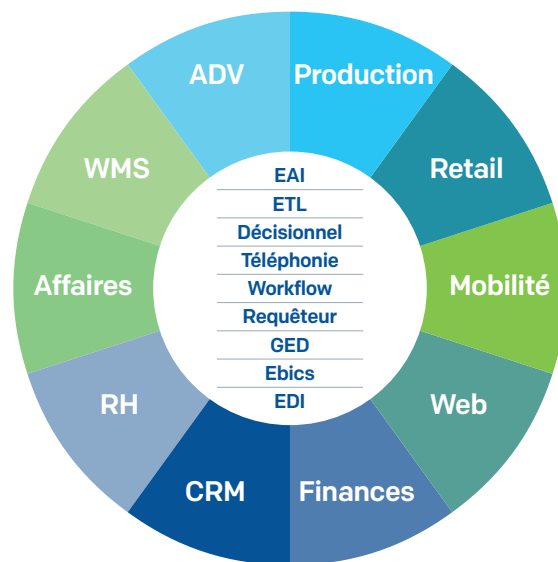 ADV
Production
WMS
Retail
Affaires
Mobilité
RH
Web
CRM
Finances
EAI
ETL
Décisionnel
Téléphonie
Workflow
Requêteur
GED
Ebics
EDI